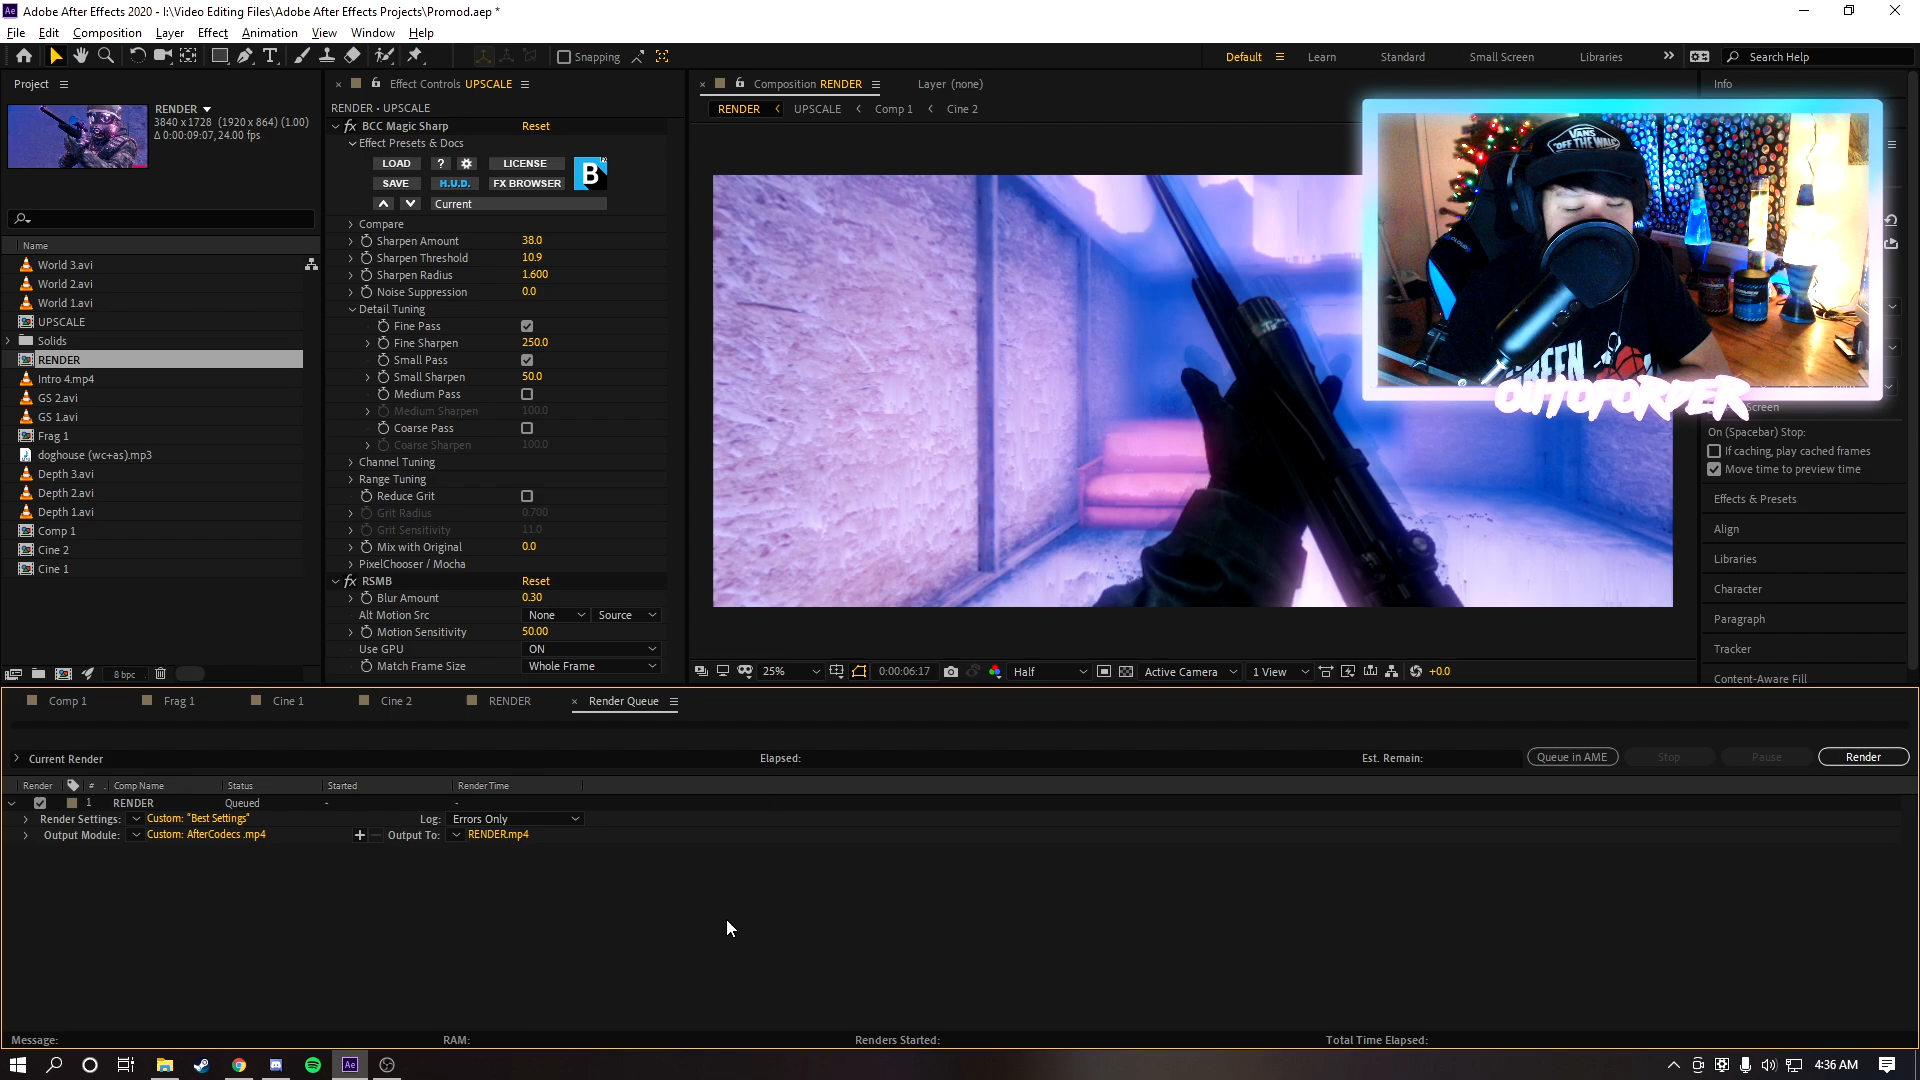 Adobe After Effects 2020 - I:\Video Editing Files\Adobe After Effects Projects\Promod.aep *
File Edit Composition Layer Effect Animation View Window Help
Snapping
Default Learn Standard Small Screen Libraries Search Help
Project
RENDER
3840 x 1728 (1920 x 864) (1.00)
Δ 0:00:09:07, 24.00 fps
Name
World 3.avi
World 2.avi
World 1.avi
UPSCALE
Solids
RENDER
Intro 4.mp4
GS 2.avi
GS 1.avi
Frag 1
doghouse (wc+as).mp3
Depth 3.avi
Depth 2.avi
Depth 1.avi
Comp 1
Cine 2
Cine 1
8 bpc
Effect Controls UPSCALE
RENDER • UPSCALE
fx BCC Magic Sharp Reset
Effect Presets & Docs
LOAD ? LICENSE
SAVE H.U.D. FX BROWSER
B
Current
Compare
Sharpen Amount 38.0
Sharpen Threshold 10.9
Sharpen Radius 1.600
Noise Suppression 0.0
Detail Tuning
Fine Pass
Fine Sharpen 250.0
Small Pass
Small Sharpen 50.0
Medium Pass
Medium Sharpen 100.0
Coarse Pass
Coarse Sharpen 100.0
Channel Tuning
Range Tuning
Reduce Grit
Grit Radius 0.700
Grit Sensitivity 11.0
Mix with Original 0.0
PixelChooser / Mocha
fx RSMB Reset
Blur Amount 0.30
Alt Motion Src None Source
Motion Sensitivity 50.00
Use GPU ON
Match Frame Size Whole Frame
Composition RENDER Layer (none)
RENDER UPSCALE Comp 1 Cine 2
VANS
"OFF THE WALL"
GREEN
OUTOFORDER
25% 0:00:06:17 Half Active Camera 1 View +0.0
Info
Screen
On (Spacebar) Stop:
If caching, play cached frames
Move time to preview time
Effects & Presets
Align
Libraries
Character
Paragraph
Tracker
Content-Aware Fill
Comp 1 Frag 1 Cine 1 Cine 2 RENDER Render Queue
Current Render Elapsed: Est. Remain: Queue in AME Stop Pause Render
Render # Comp Name Status Started Render Time
1 RENDER Queued - -
Render Settings: Custom: "Best Settings" Log: Errors Only
Output Module: Custom: AfterCodecs .mp4 Output To: RENDER.mp4
Message: RAM: Renders Started: Total Time Elapsed:
Ae 4:36 AM